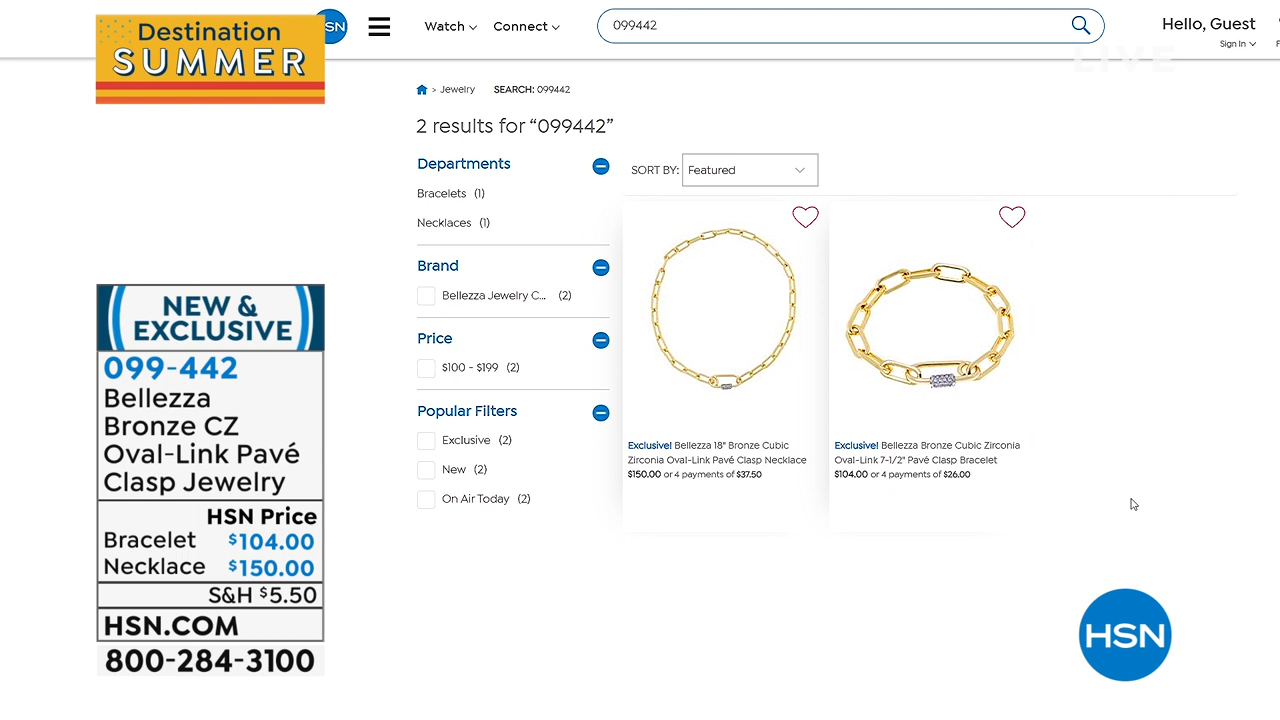 Destination
SUMMER
SN
Watch
Connect
099442
Hello, Guest
Sign In
LIVE
> Jewelry SEARCH: 099442
2 results for “099442”
Departments
Bracelets (1)
Necklaces (1)
Brand
Bellezza Jewelry C... (2)
Price
$100 - $199 (2)
Popular Filters
Exclusive (2)
New (2)
On Air Today (2)
SORT BY: Featured
Exclusive! Bellezza 18" Bronze Cubic
Zirconia Oval-Link Pavé Clasp Necklace
$150.00 or 4 payments of $37.50
Exclusive! Bellezza Bronze Cubic Zirconia
Oval-Link 7-1/2" Pavé Clasp Bracelet
$104.00 or 4 payments of $26.00
NEW &
EXCLUSIVE
099-442
Bellezza
Bronze CZ
Oval-Link Pavé
Clasp Jewelry
HSN Price
Bracelet $104.00
Necklace $150.00
S&H $5.50
HSN.COM
800-284-3100
HSN